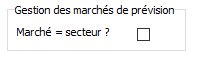 Gestion des marchés de prévision
Marché = secteur ?